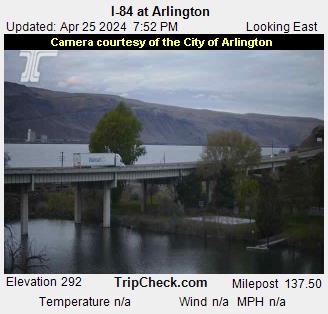 I-84 at Arlington
Updated: Apr 25 2024 7:52 PM Looking East
Camera courtesy of the City of Arlington
Elevation 292 TripCheck.com Milepost 137.50
Temperature n/a Wind n/a MPH n/a